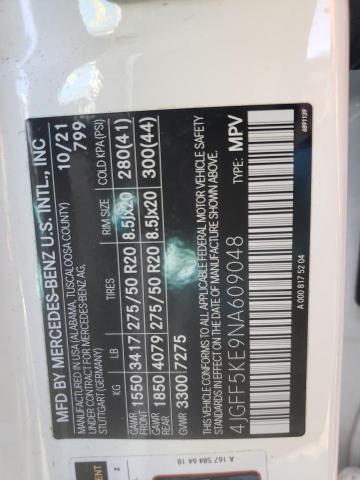 MFD BY MERCEDES-BENZ U.S. INTL., INC
MANUFACTURED IN USA (ALABAMA, TUSCALOOSA COUNTY)
UNDER CONTRACT FOR MERCEDES-BENZ AG,
STUTTGART (GERMANY)
10/21
799
KG LB TIRES RIM SIZE COLD KPA (PSI)
GAWR 1550 3417 275/50 R20 8.5Jx20 280(41)
FRONT
GAWR 1850 4079 275/50 R20 8.5Jx20 300(44)
REAR
GVWR 3300 7275
VEHICLE CONFORMS TO ALL APPLICABLE FEDERAL MOTOR VEHICLE SAFETY
STANDARDS IN EFFECT ON THE DATE OF MANUFACTURE SHOWN ABOVE.
4JGFF5KE9NA609048 TYPE: MPV
A 000 817 52 04
A 167 584 64 18